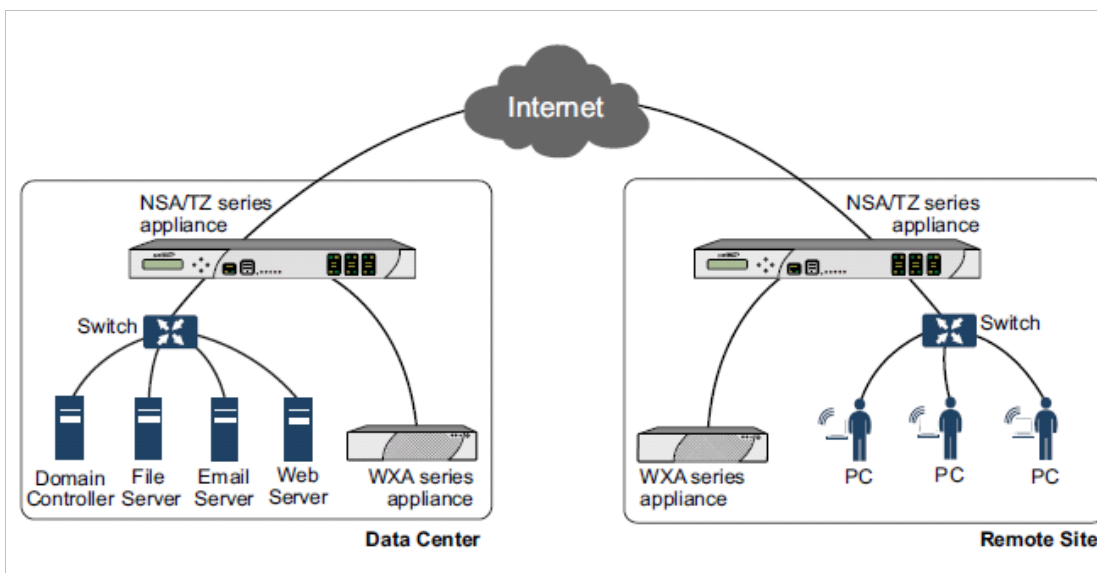 Internet
NSA/TZ series
appliance
Switch
Domain
Controller
File
Server
Email
Server
Web
Server
WXA series
appliance
Data Center
NSA/TZ series
appliance
Switch
WXA series
appliance
PC
PC
PC
Remote Site